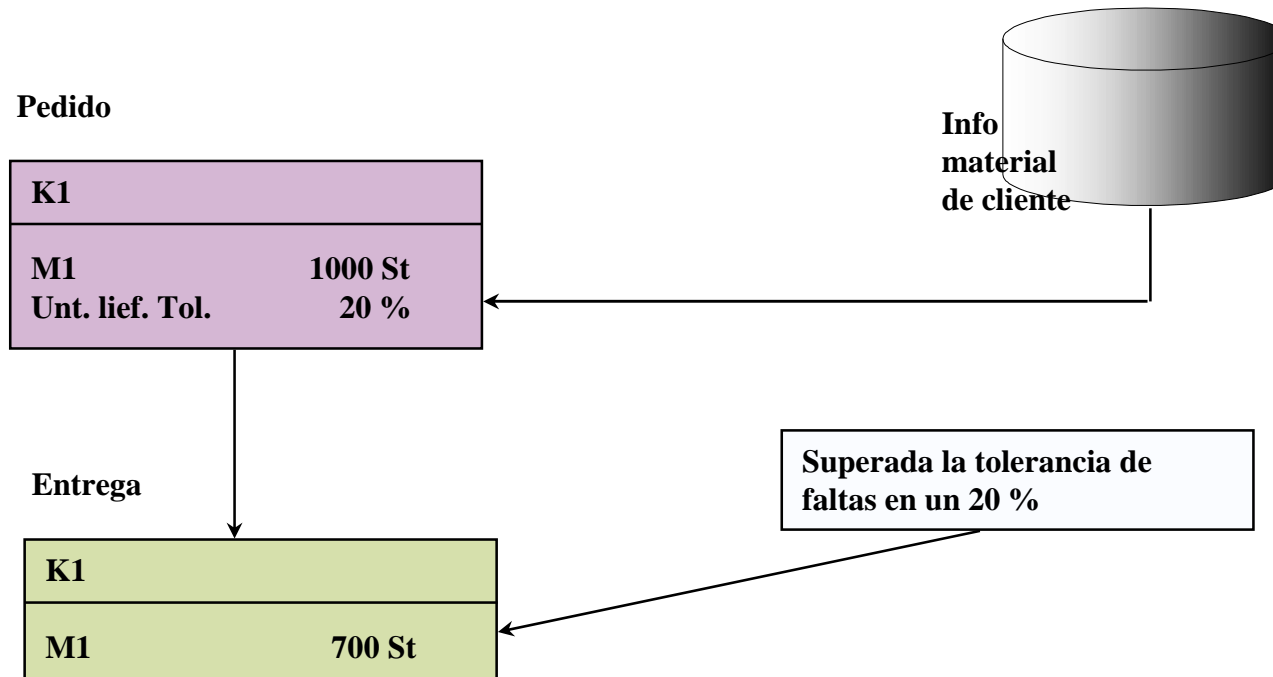 Pedido
Info
material
de cliente
K1
M1 1000 St
Unt. lief. Tol. 20 %
Entrega
Superada la tolerancia de
faltas en un 20 %
K1
M1 700 St